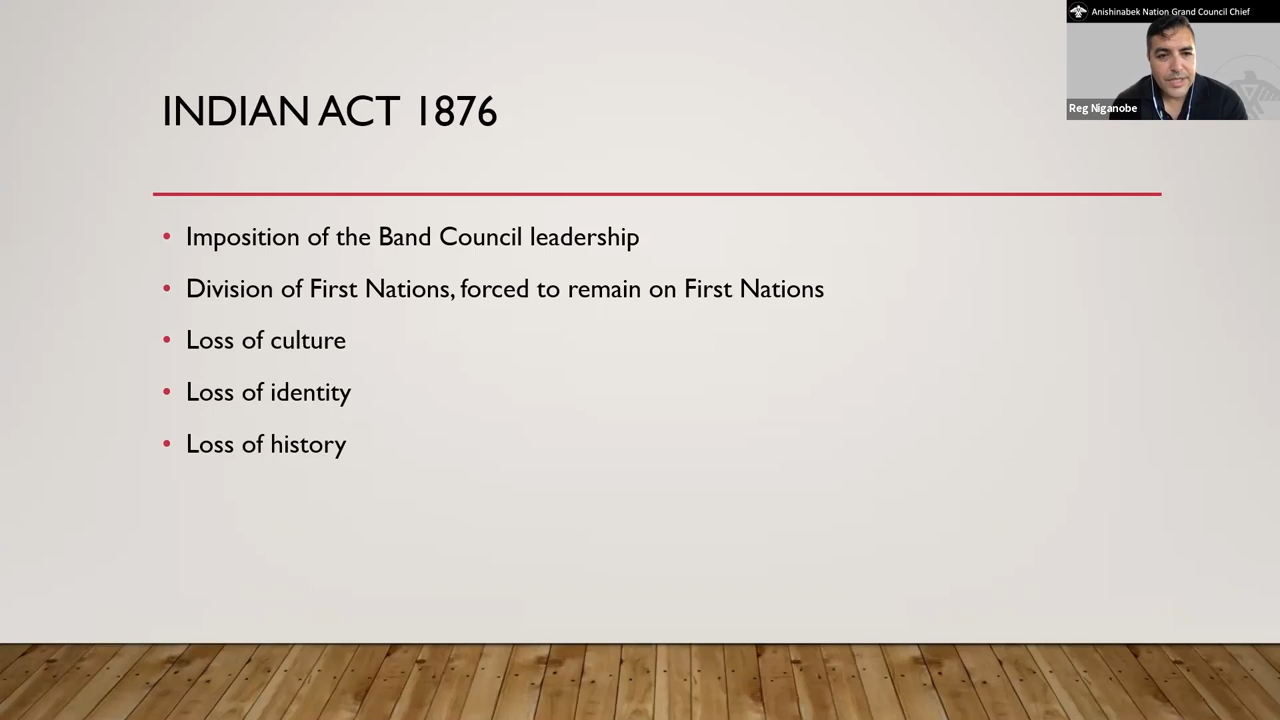 Anishinabek Nation Grand Council Chief
Reg Niganobe
INDIAN ACT 1876
• Imposition of the Band Council leadership
• Division of First Nations, forced to remain on First Nations
• Loss of culture
• Loss of identity
• Loss of history